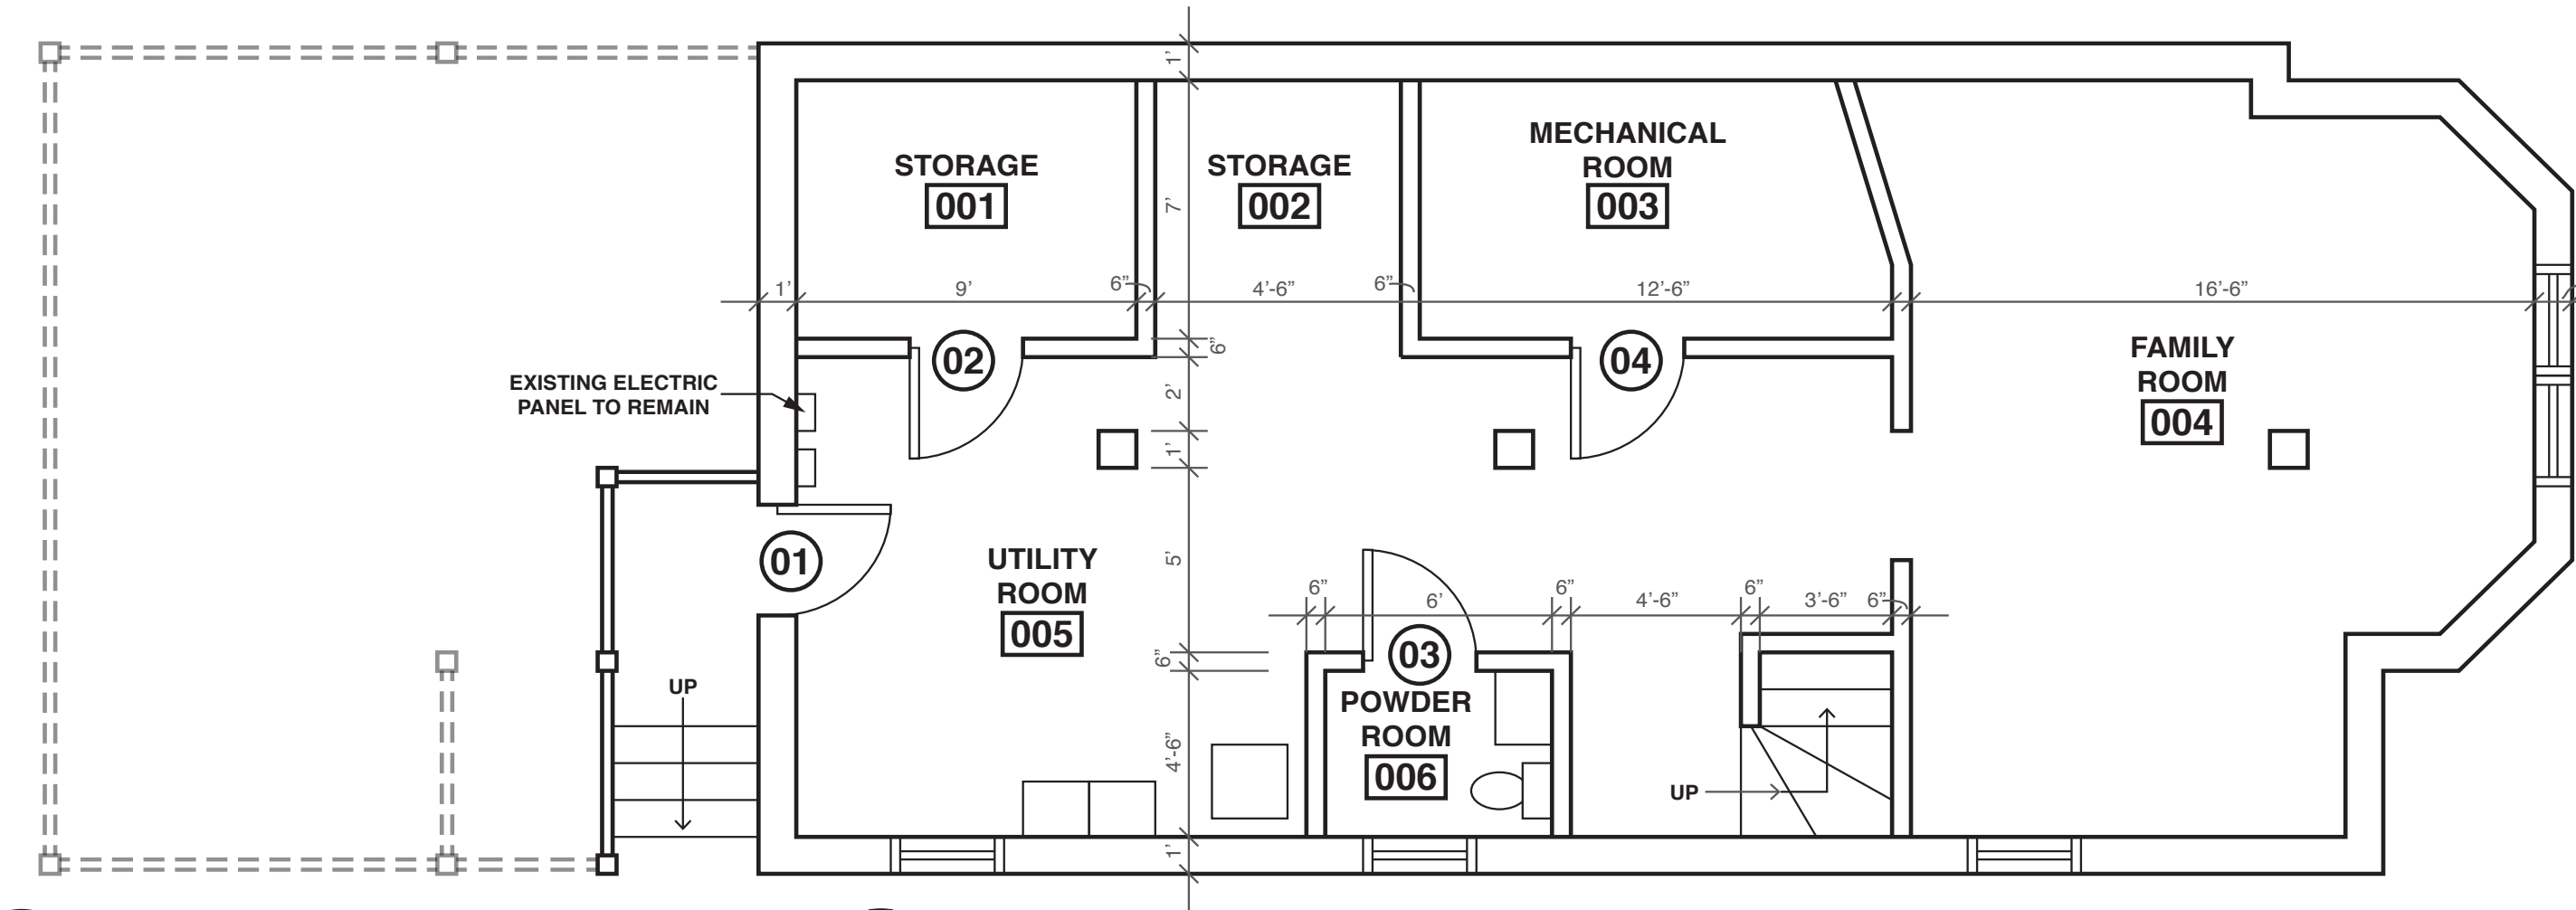 1'
STORAGE
001
STORAGE
002
MECHANICAL
ROOM
003
7'
1'
9'
6”
4'-6”
6”
12'-6”
16'-6”
02
6”
04
FAMILY
ROOM
004
EXISTING ELECTRIC
PANEL TO REMAIN
2'
1'
01
UTILITY
ROOM
005
5'
6”
6'
6”
4'-6”
6”
3'-6”
6”
6”
03
POWDER
ROOM
006
UP
4'-6”
UP
1'